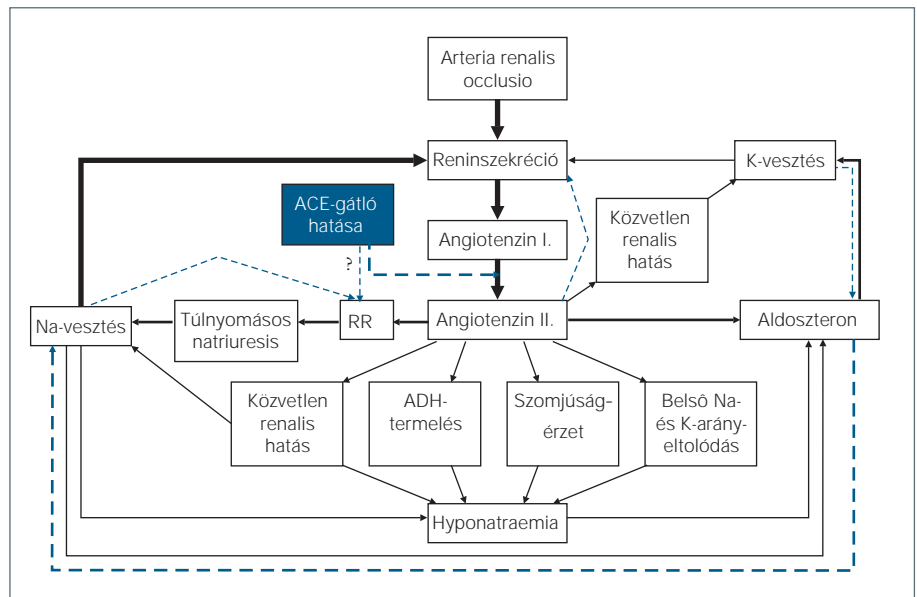 Arteria renalis
occlusio
Reninszekréció
K-vesztés
ACE-gátló
hatása
Közvetlen
renalis
hatás
Angiotenzin I.
?
Na-vesztés
Túlnyomásos
natriuresis
RR
Angiotenzin II.
Aldoszteron
Közvetlen
renalis
hatás
ADH-
termelés
Szomjúság-
érzet
Belsô Na-
és K-arány-
eltolódás
Hyponatraemia